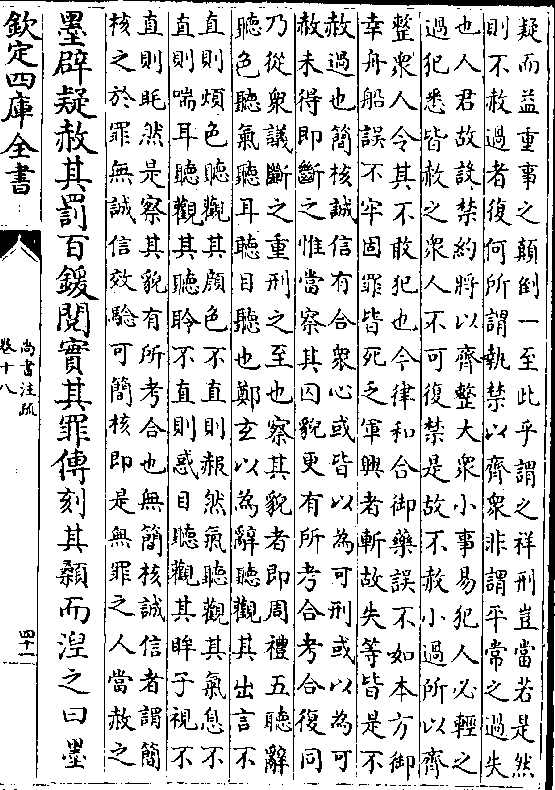 疑而益重事之顛倒一至此乎謂之祥刑豈當若是然
則不赦過者復何所謂執禁以齊衆非謂平常之過失
也人君故設禁約將以齊整大衆小事易犯人必輕之
過犯悉皆赦之衆人不可復禁是故不赦小過所以齊
整衆人令其不敢犯也今律和合御藥誤不如本方御
幸舟船誤不牢固罪皆死乏軍興者斬故失等皆是不
赦過也簡核誠信有合衆心或皆以為可刑或以為可
赦未得即斷之惟當察其囚貌更有所考合考合復同
乃從衆議斷之重刑之至也察其貌者即周禮五聽辭
聽色聽氣聽耳聽目聽也鄭玄以為辭聽觀其出言不
直則煩色聽觀其顔色不直則赧然氣聽觀其氣息不
直則喘耳聽觀其聽聆不直則惑目聽觀其眸子視不
直則眊然是察其貌有所考合也無簡核誠信者謂簡
核之於罪無誠信效驗可簡核即是無罪之人當赦之
墨辟疑赦其罰百鍰閱實其罪傳刻其顙而涅之曰墨
欽定四庫全書
尚書注疏
卷十八
四十一